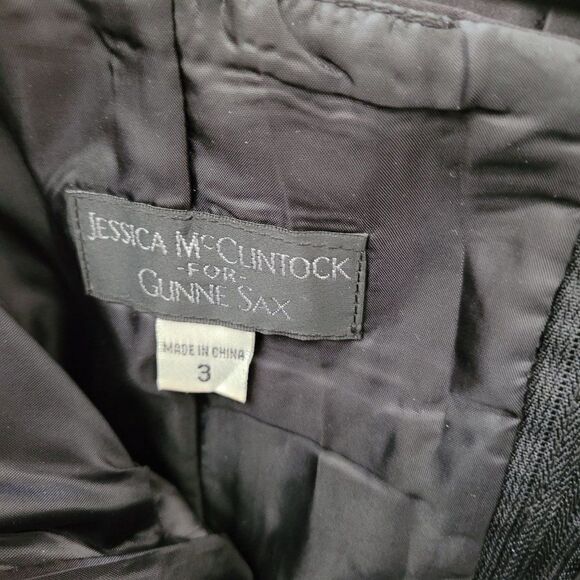 JESSICA McCLINTOCK
-FOR-
GUNNE SAX
MADE IN CHINA
3